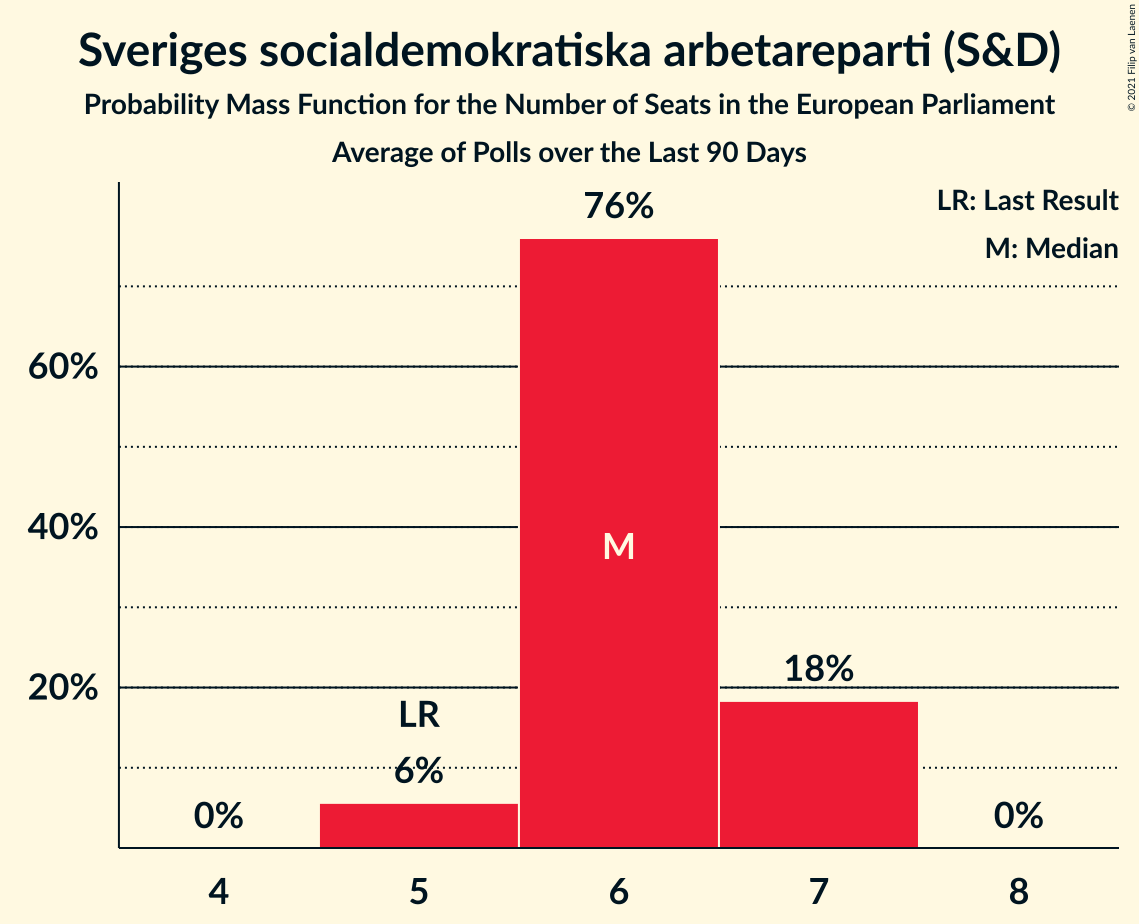 Sveriges socialdemokratiska arbetareparti (S&D)
Probability Mass Function for the Number of Seats in the European Parliament
Average of Polls over the Last 90 Days
© 2021 Filip van Laenen
LR: Last Result
M: Median
76%
60%
40%
M
20%
18%
LR
6%
0%
0%
4 5 6 7 8